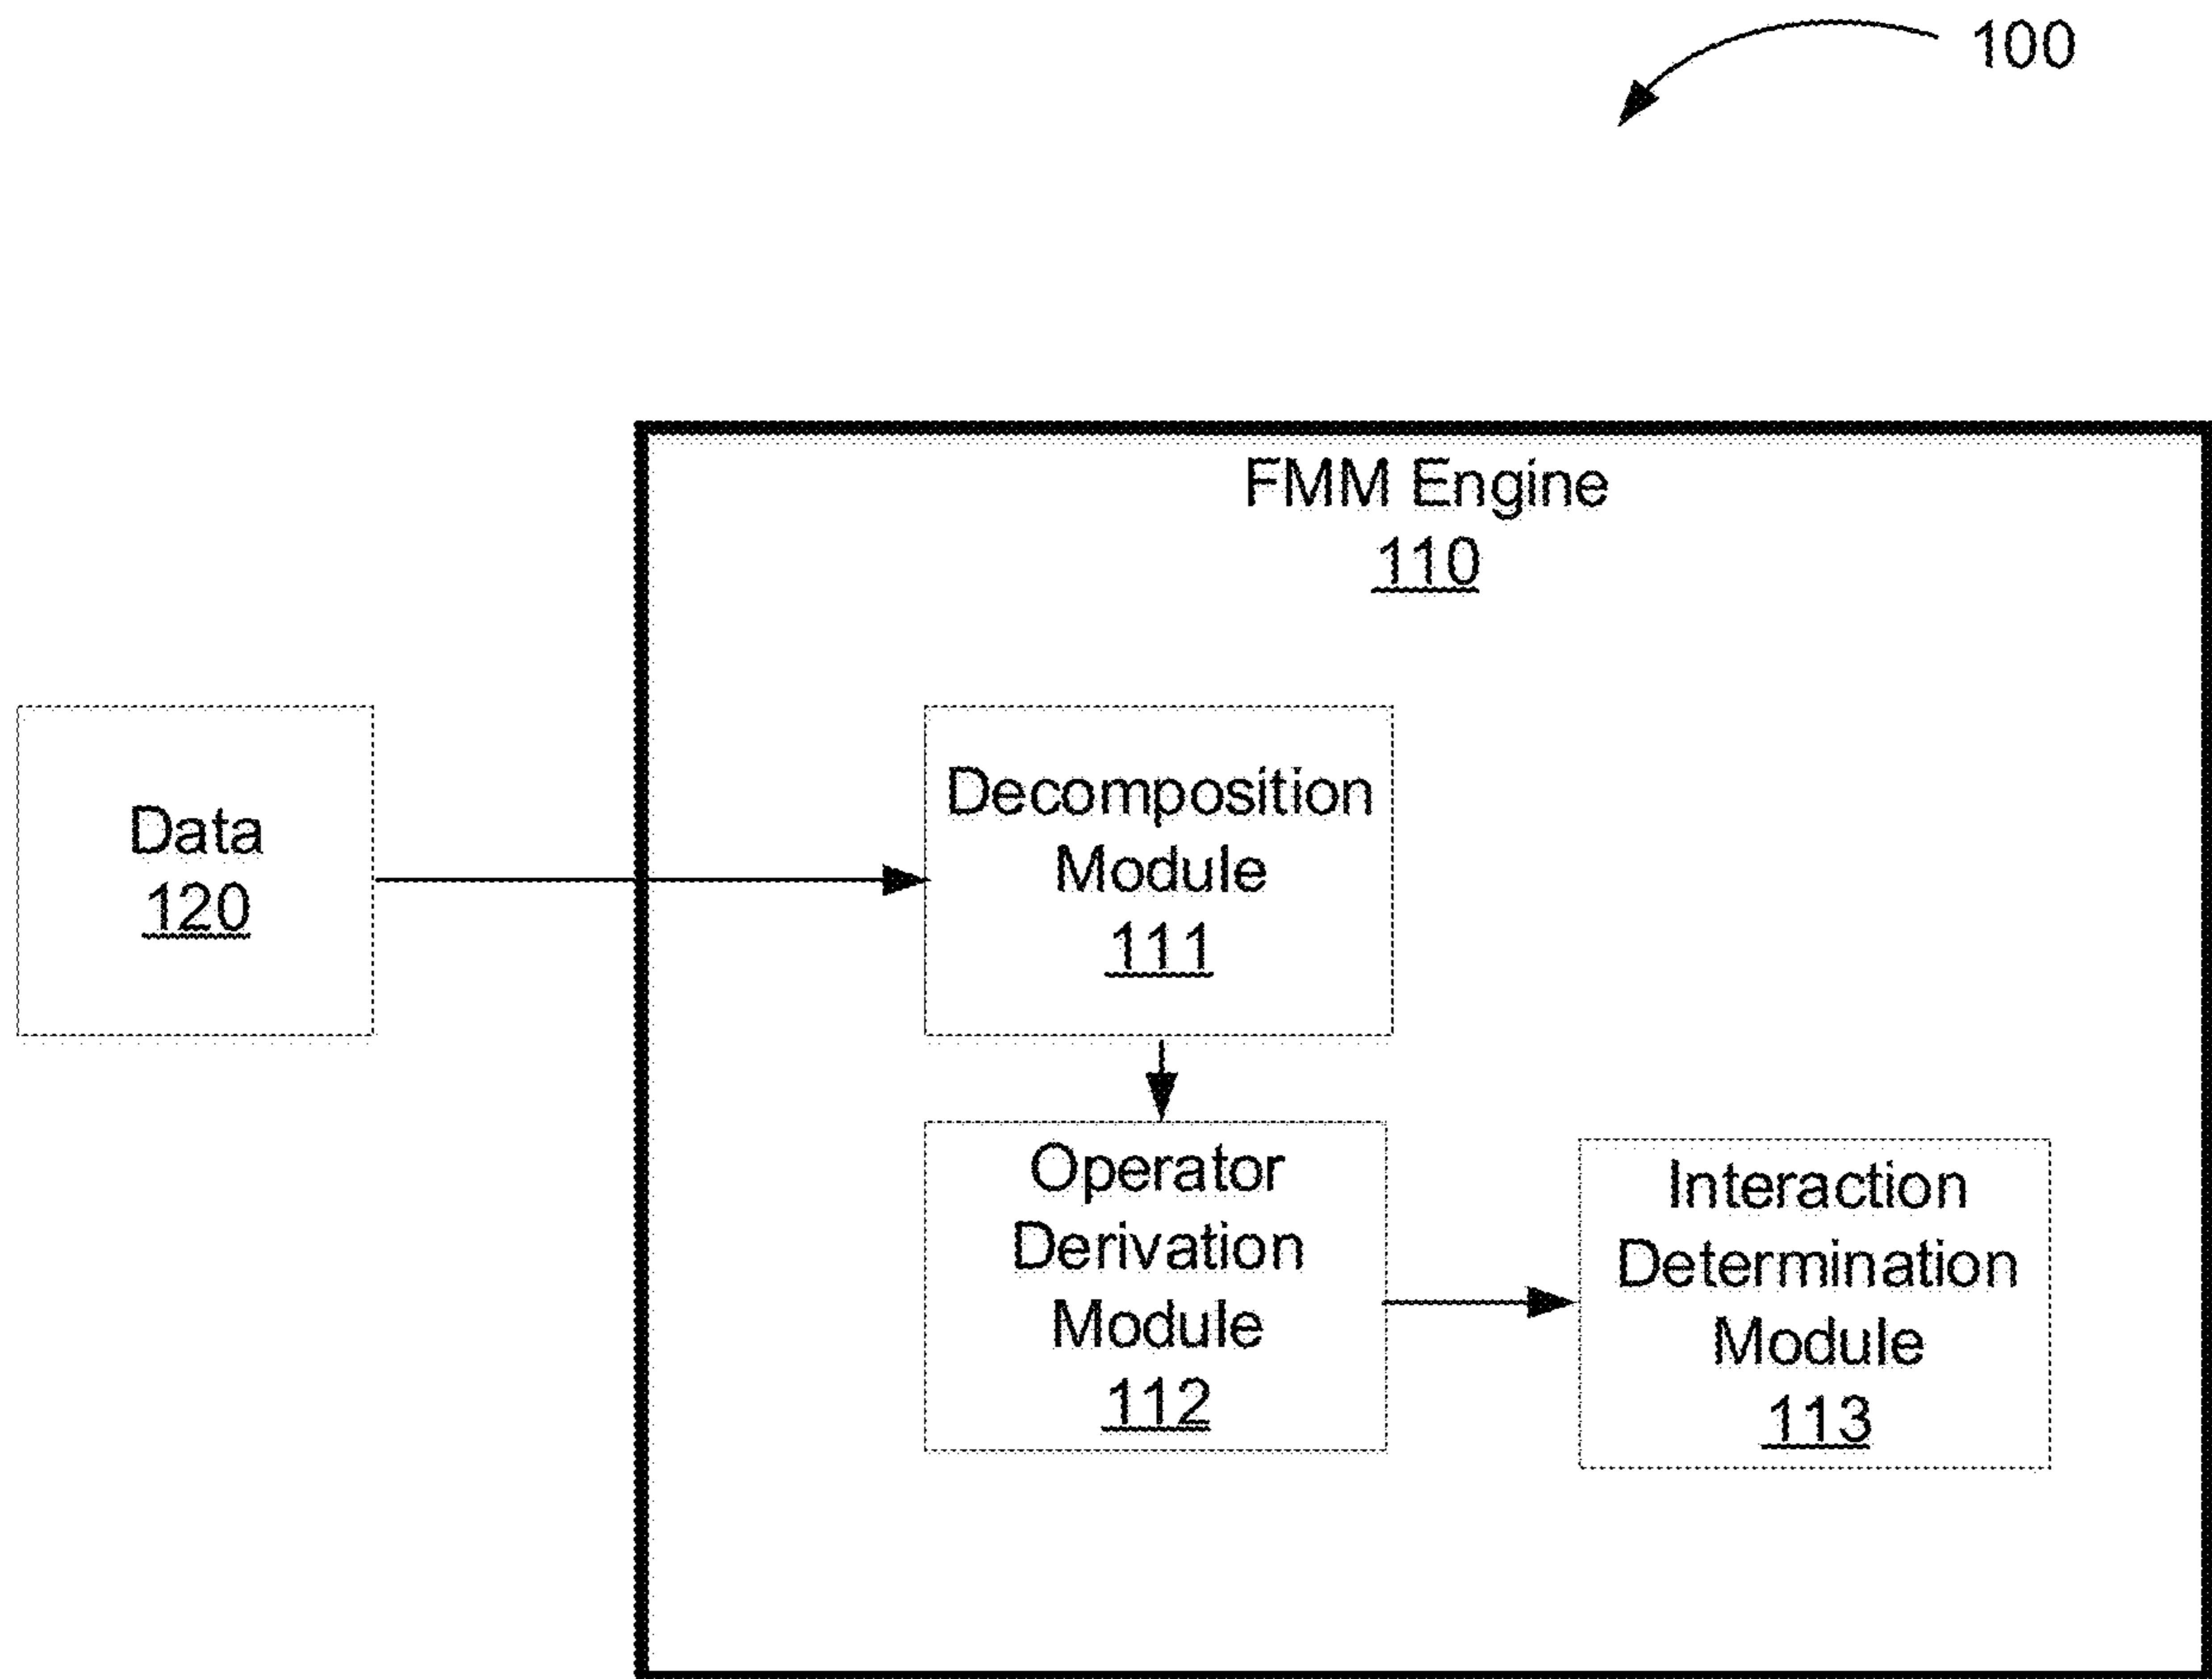 100
FMM Engine
110
Data
120
Decomposition
Module
111
Operator
Derivation
Module
112
Interaction
Determination
Module
113